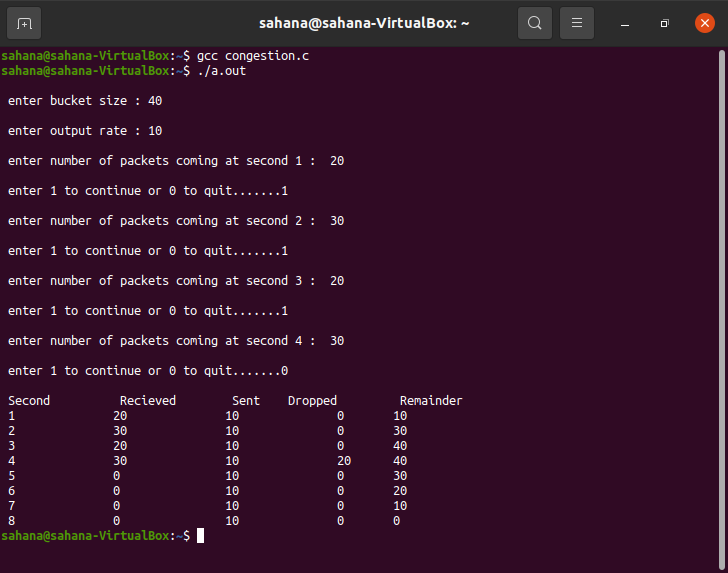 sahana@sahana-VirtualBox: ~
sahana@sahana-VirtualBox:~$ gcc congestion.c
sahana@sahana-VirtualBox:~$ ./a.out
enter bucket size : 40
enter output rate : 10
enter number of packets coming at second 1 :  20
enter 1 to continue or 0 to quit.......1
enter number of packets coming at second 2 :  30
enter 1 to continue or 0 to quit.......1
enter number of packets coming at second 3 :  20
enter 1 to continue or 0 to quit.......1
enter number of packets coming at second 4 :  30
enter 1 to continue or 0 to quit.......0
Second Recieved Sent Dropped Remainder
1 20 10 0 10
2 30 10 0 30
3 20 10 0 40
4 30 10 20 40
5 0 10 0 30
6 0 10 0 20
7 0 10 0 10
8 0 10 0 0
sahana@sahana-VirtualBox:~$